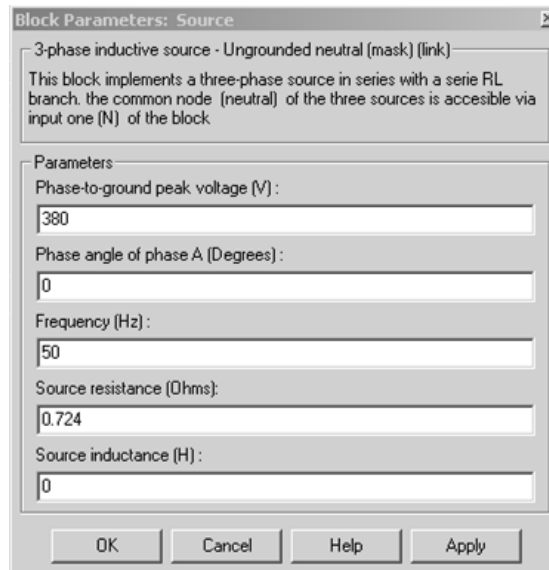 Block Parameters: Source
3-phase inductive source - Ungrounded neutral (mask) (link)
This block implements a three-phase source in series with a serie RL
branch. the common node (neutral) of the three sources is accesible via
input one (N) of the block
Parameters
Phase-to-ground peak voltage (V) :
380
Phase angle of phase A (Degrees) :
0
Frequency (Hz) :
50
Source resistance (Ohms):
0.724
Source inductance (H) :
0
OK Cancel Help Apply